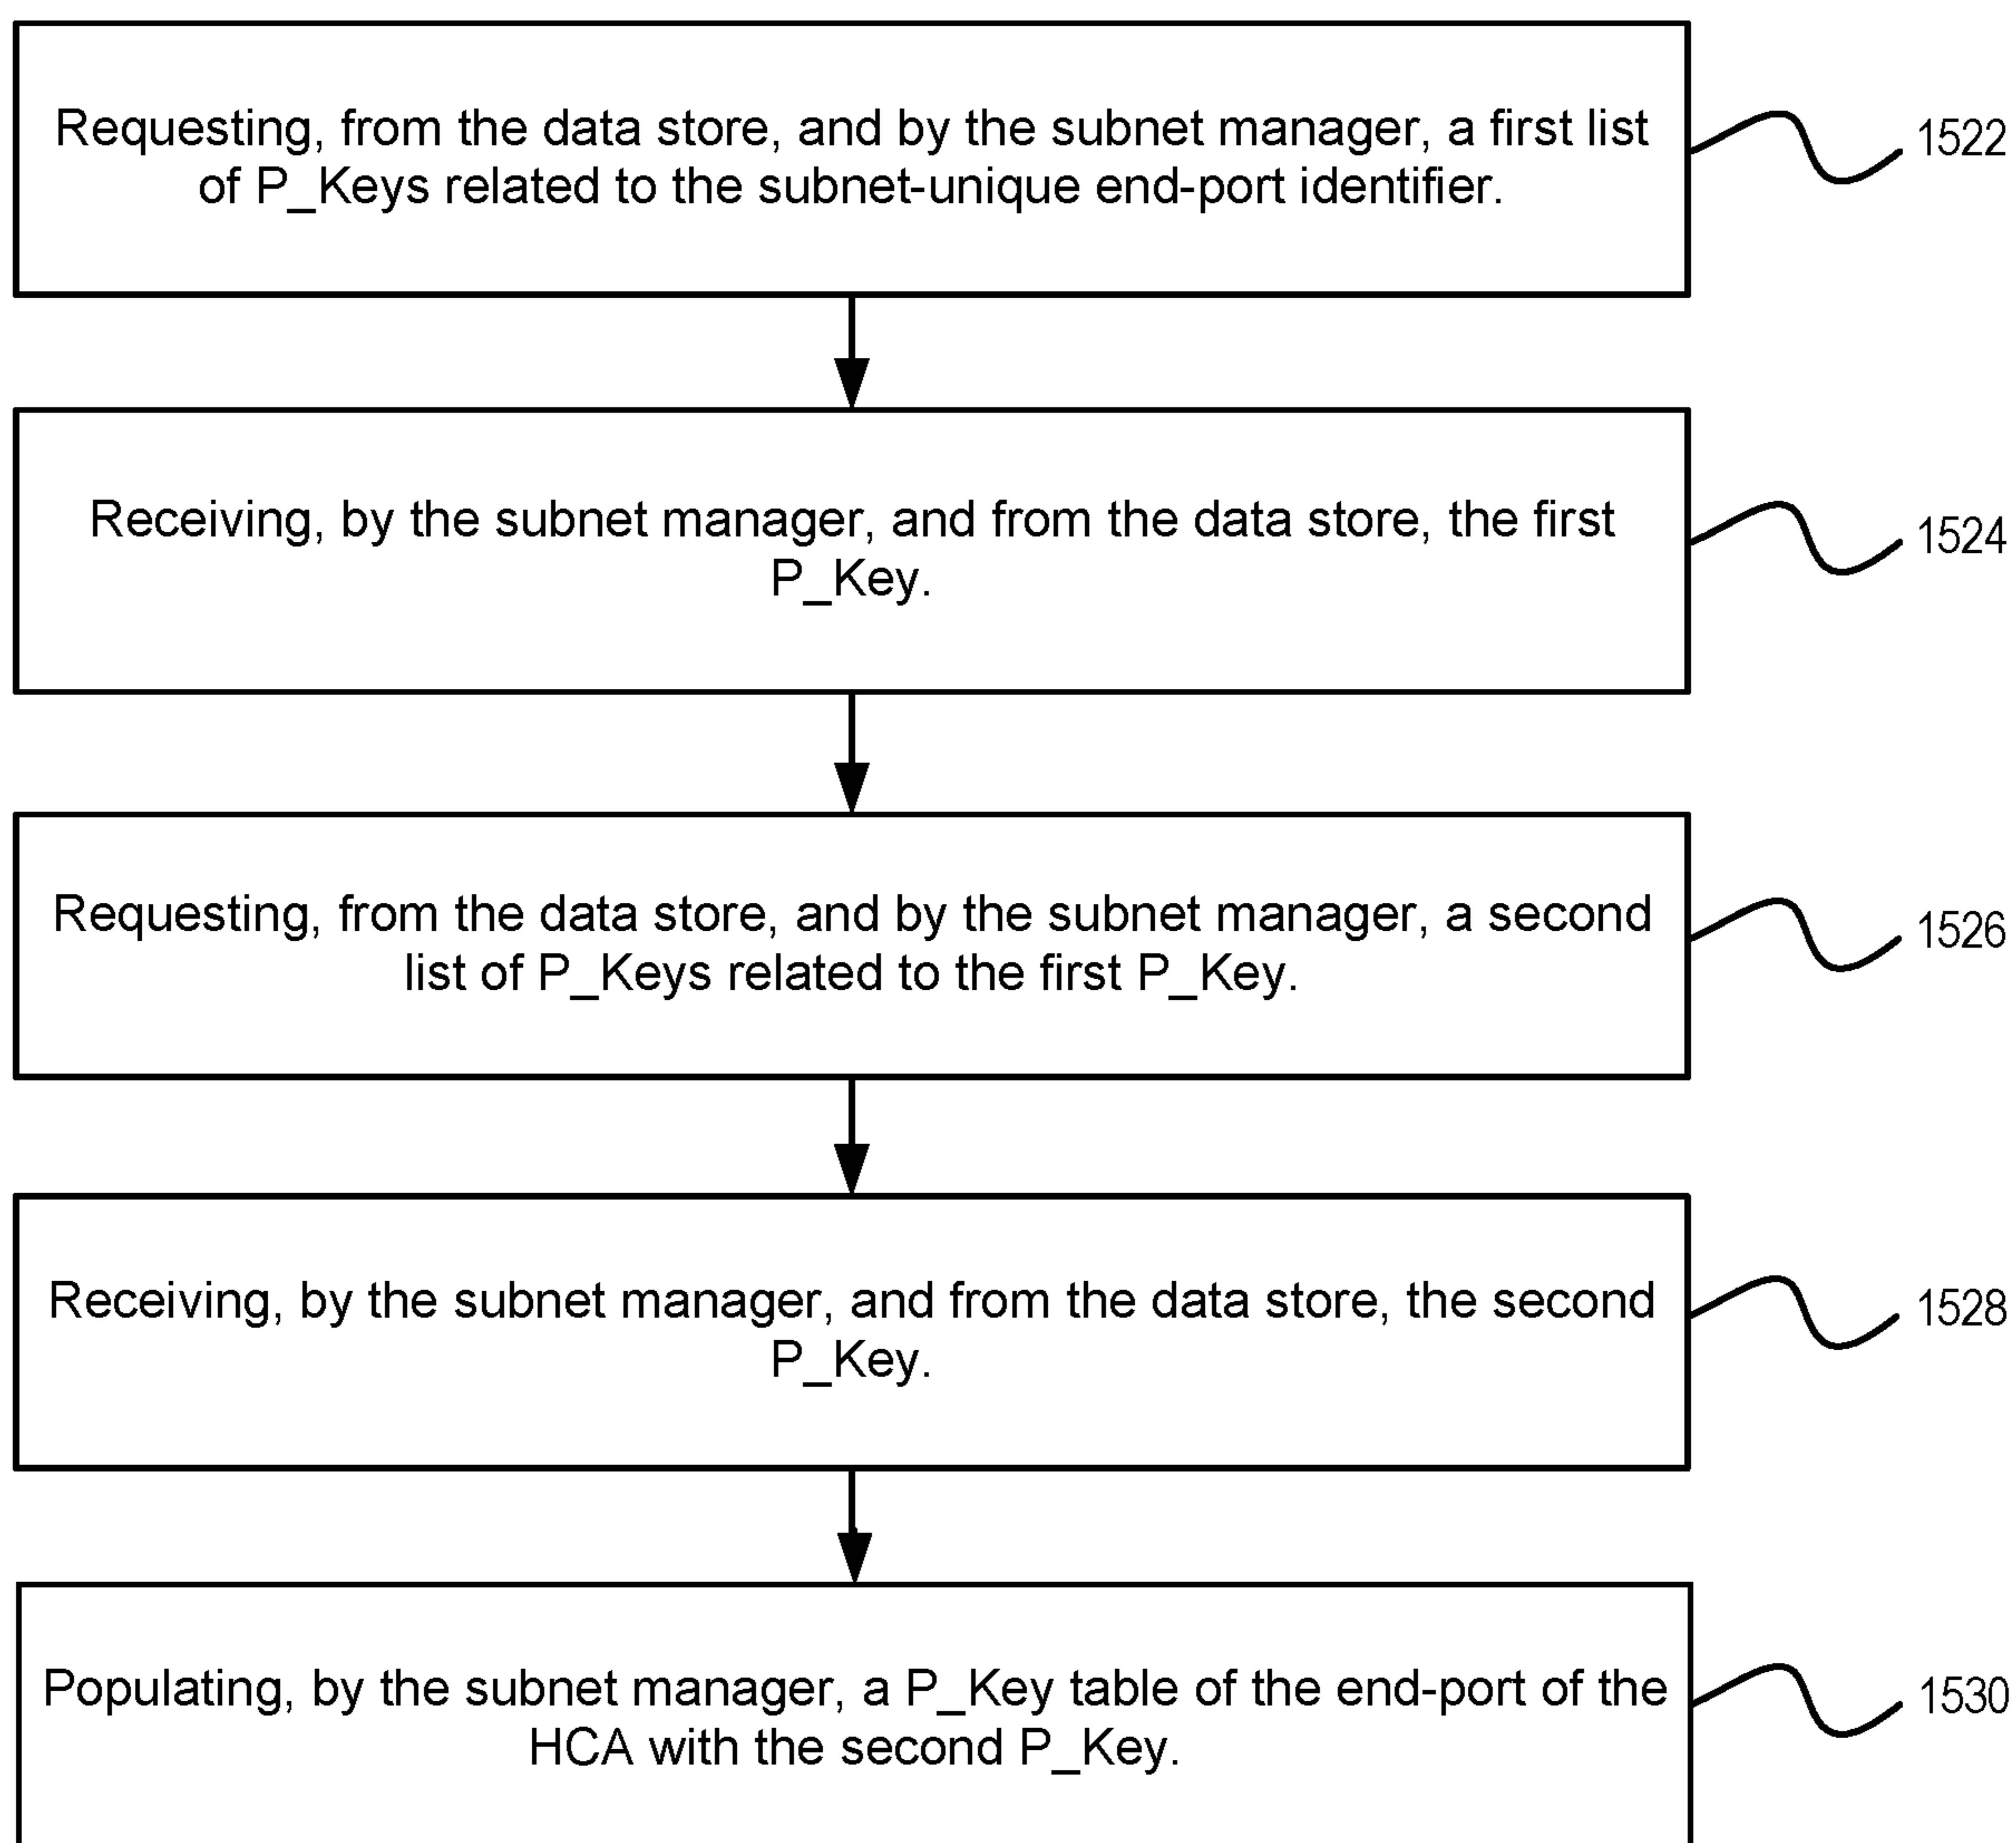 Requesting, from the data store, and by the subnet manager, a first list
of P_Keys related to the subnet-unique end-port identifier.
1522
Receiving, by the subnet manager, and from the data store, the first
P_Key.
1524
Requesting, from the data store, and by the subnet manager, a second
list of P_Keys related to the first P_Key.
1526
Receiving, by the subnet manager, and from the data store, the second
P_Key.
1528
Populating, by the subnet manager, a P_Key table of the end-port of the
HCA with the second P_Key.
1530